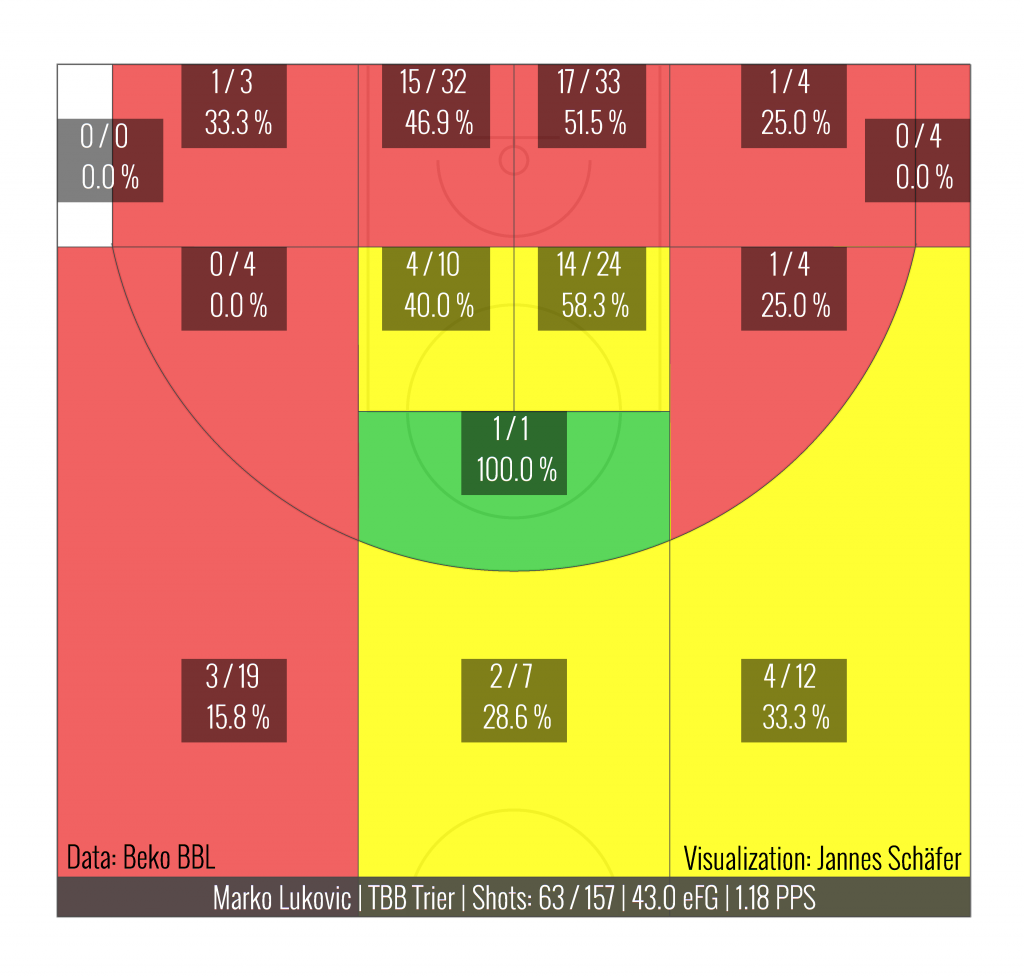 1 / 3
33.3 %
15 / 32
46.9 %
17 / 33
51.5 %
1 / 4
25.0 %
0 / 0
0.0 %
0 / 4
0.0 %
0 / 4
0.0 %
4 / 10
40.0 %
14 / 24
58.3 %
1 / 4
25.0 %
1 / 1
100.0 %
3 / 19
15.8 %
2 / 7
28.6 %
4 / 12
33.3 %
Data: Beko BBL
Visualization: Jannes Schäfer
Marko Lukovic | TBB Trier | Shots: 63 / 157 | 43.0 eFG | 1.18 PPS